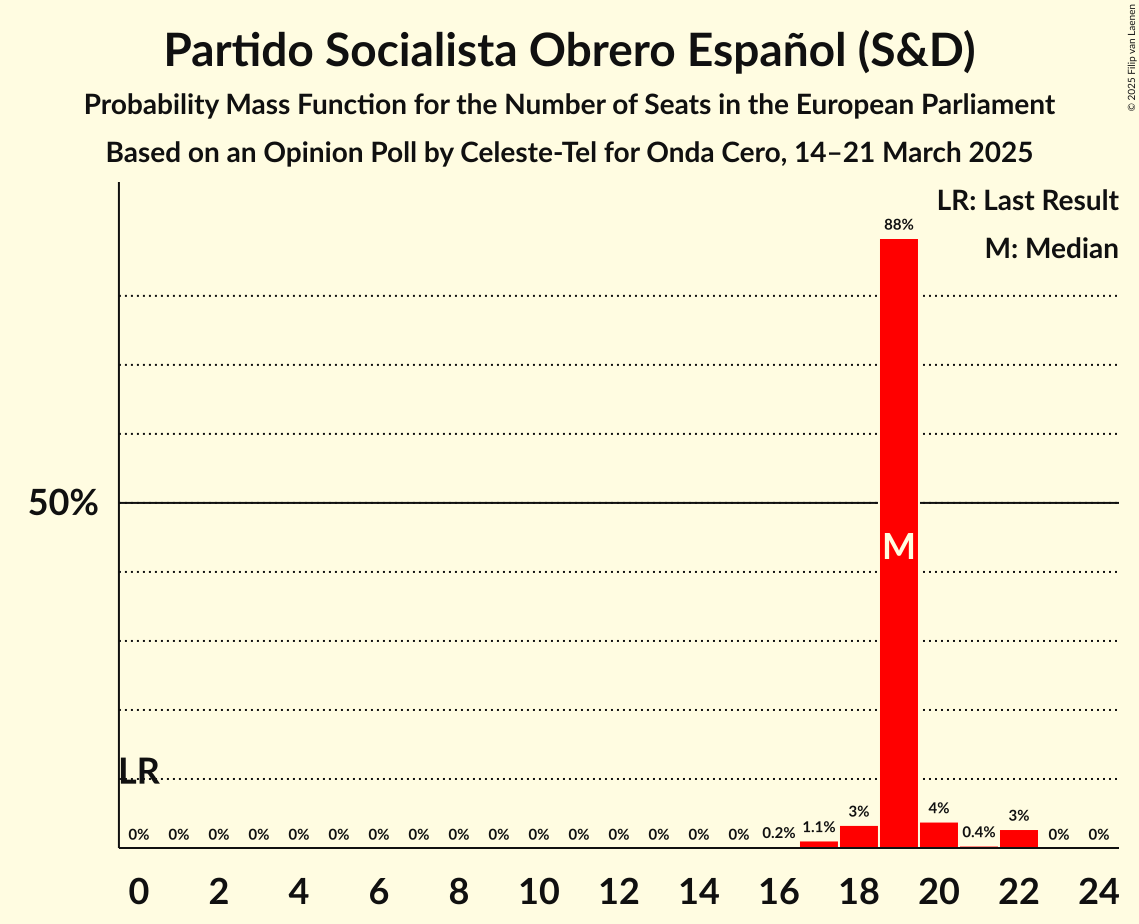 Partido Socialista Obrero Español (S&D)
Probability Mass Function for the Number of Seats in the European Parliament
Based on an Opinion Poll by Celeste-Tel for Onda Cero, 14–21 March 2025
© 2025 Filip van Laenen
LR: Last Result
M: Median
88%
50%
M
LR
0% 0% 0% 0% 0% 0% 0% 0% 0% 0% 0% 0% 0% 0% 0% 0% 0.2% 1.1% 3% 4% 0.4% 3% 0% 0%
0 2 4 6 8 10 12 14 16 18 20 22 24